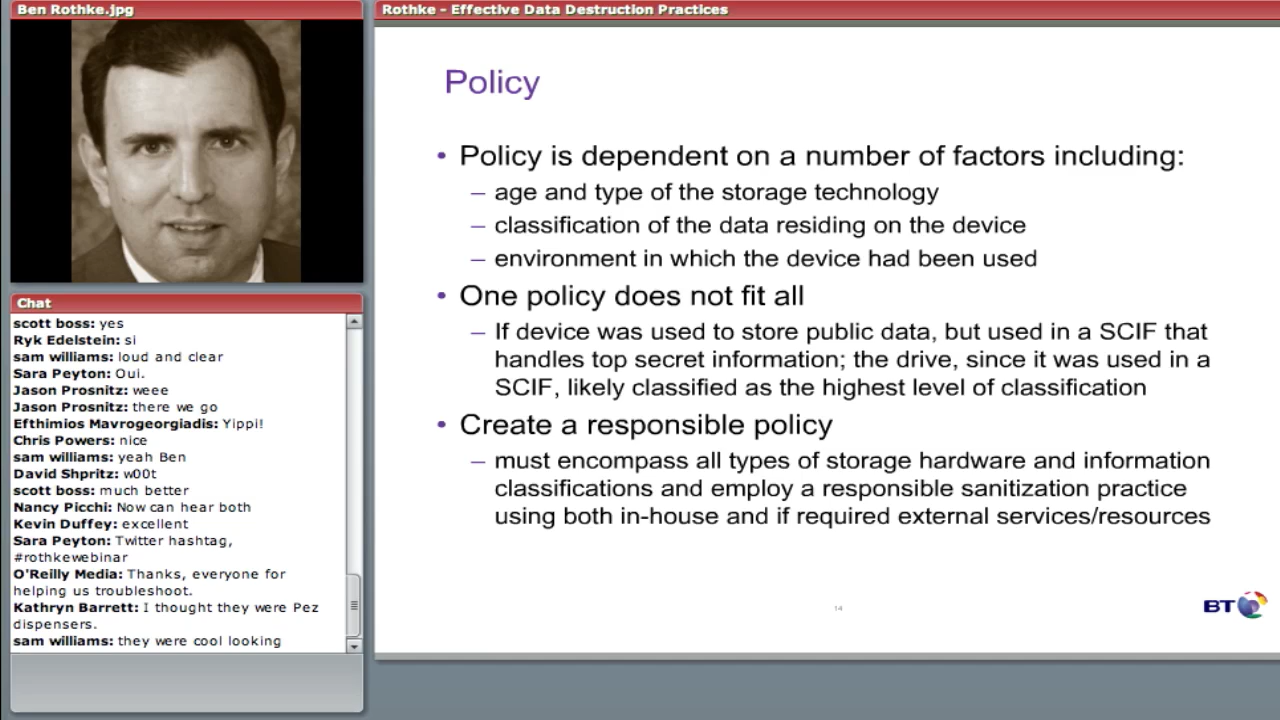 Ben Rothke.jpg
Chat
scott boss: yes
Ryk Edelstein: si
sam williams: loud and clear
Sara Peyton: Oui.
Jason Prosnitz: weee
Jason Prosnitz: there we go
Efthimios Mavrogeorgiadis: Yippi!
Chris Powers: nice
sam williams: yeah Ben
David Shpritz: w00t
scott boss: much better
Nancy Picchi: Now can hear both
Kevin Duffey: excellent
Sara Peyton: Twitter hashtag,
#rothkewebinar
O'Reilly Media: Thanks, everyone for
helping us troubleshoot.
Kathryn Barrett: I thought they were Pez
dispensers.
sam williams: they were cool looking
Rothke - Effective Data Destruction Practices
Policy
• Policy is dependent on a number of factors including:
– age and type of the storage technology
– classification of the data residing on the device
– environment in which the device had been used
• One policy does not fit all
– If device was used to store public data, but used in a SCIF that
handles top secret information; the drive, since it was used in a
SCIF, likely classified as the highest level of classification
• Create a responsible policy
– must encompass all types of storage hardware and information
classifications and employ a responsible sanitization practice
using both in-house and if required external services/resources
14
BT